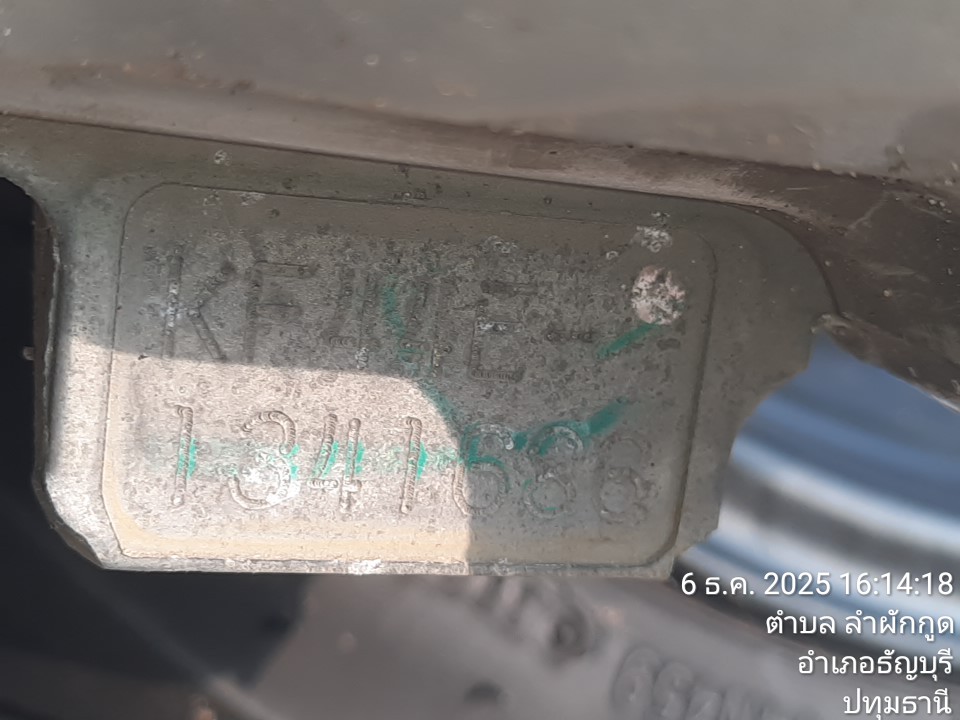 1341688
6 ธ.ค. 2025 16:14:18
ตำบล ลำผักกูด
อำเภอธัญบุรี
ปทุมธานี